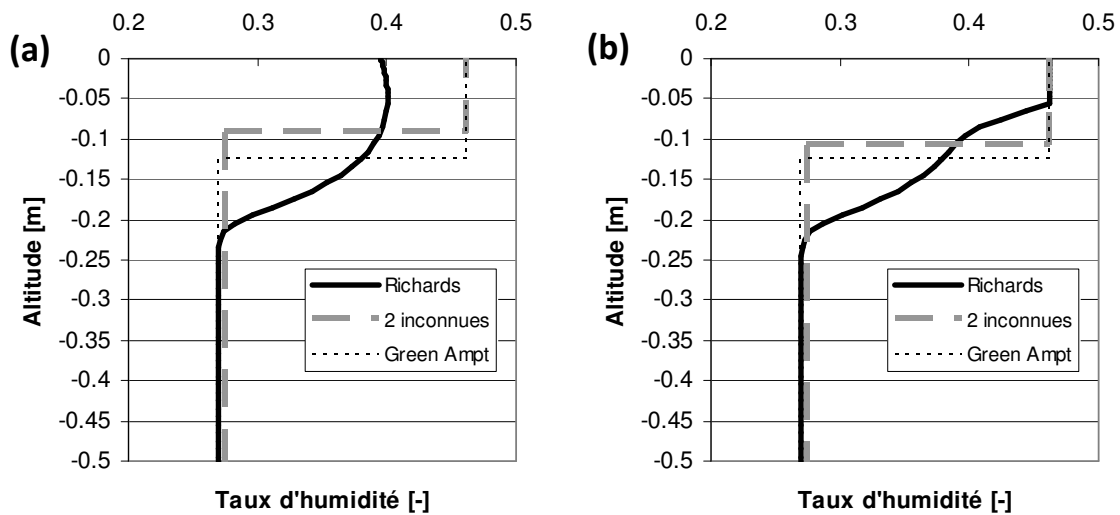 (a)
0.2 0.3 0.4 0.5
0
-0.05
-0.1
-0.15
-0.2
-0.25
-0.3
-0.35
-0.4
-0.45
-0.5
Altitude [m]
Richards
2 inconnues
Green Ampt
Taux d'humidité [-]
(b)
0.2 0.3 0.4 0.5
0
-0.05
-0.1
-0.15
-0.2
-0.25
-0.3
-0.35
-0.4
-0.45
-0.5
Altitude [m]
Richards
2 inconnues
Green Ampt
Taux d'humidité [-]